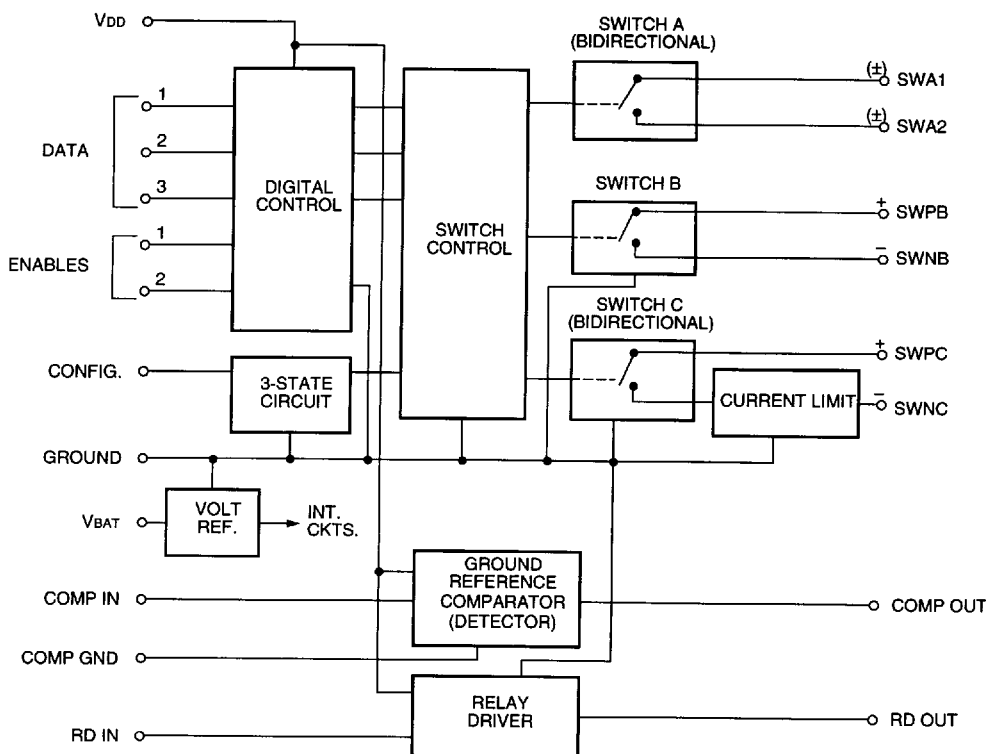 VDD
SWITCH A
(BIDIRECTIONAL)
(±)
SWA1
(±)
SWA2
DATA
1
2
3
ENABLES
1
2
DIGITAL
CONTROL
SWITCH
CONTROL
SWITCH B
+
SWPB
−
SWNB
SWITCH C
(BIDIRECTIONAL)
+
SWPC
CURRENT LIMIT
−
SWNC
CONFIG.
3-STATE
CIRCUIT
GROUND
VBAT
VOLT
REF.
INT.
CKTS.
COMP IN
GROUND
REFERENCE
COMPARATOR
(DETECTOR)
COMP OUT
COMP GND
RELAY
DRIVER
RD IN
RD OUT